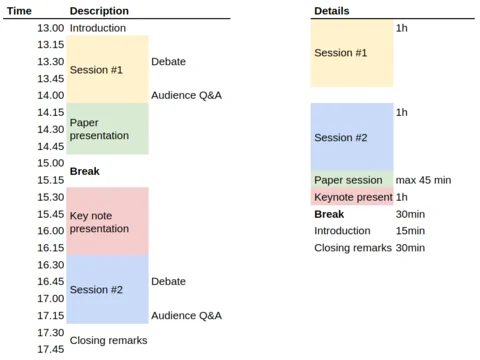 Time Description Details
13.00 Introduction 1h
13.15
Session #1
13.30 Debate
Session #1
13.45
14.00 Audience Q&A
14.15 1h
Paper
14.30
presentation
Session #2
14.45
15.00
Break
15.15 Paper session max 45 min
15.30 Keynote present 1h
15.45 Key note Break 30min
16.00 presentation Introduction 15min
16.15 Closing remarks 30min
16.30
16.45 Debate
Session #2
17.00
17.15 Audience Q&A
17.30
Closing remarks
17.45